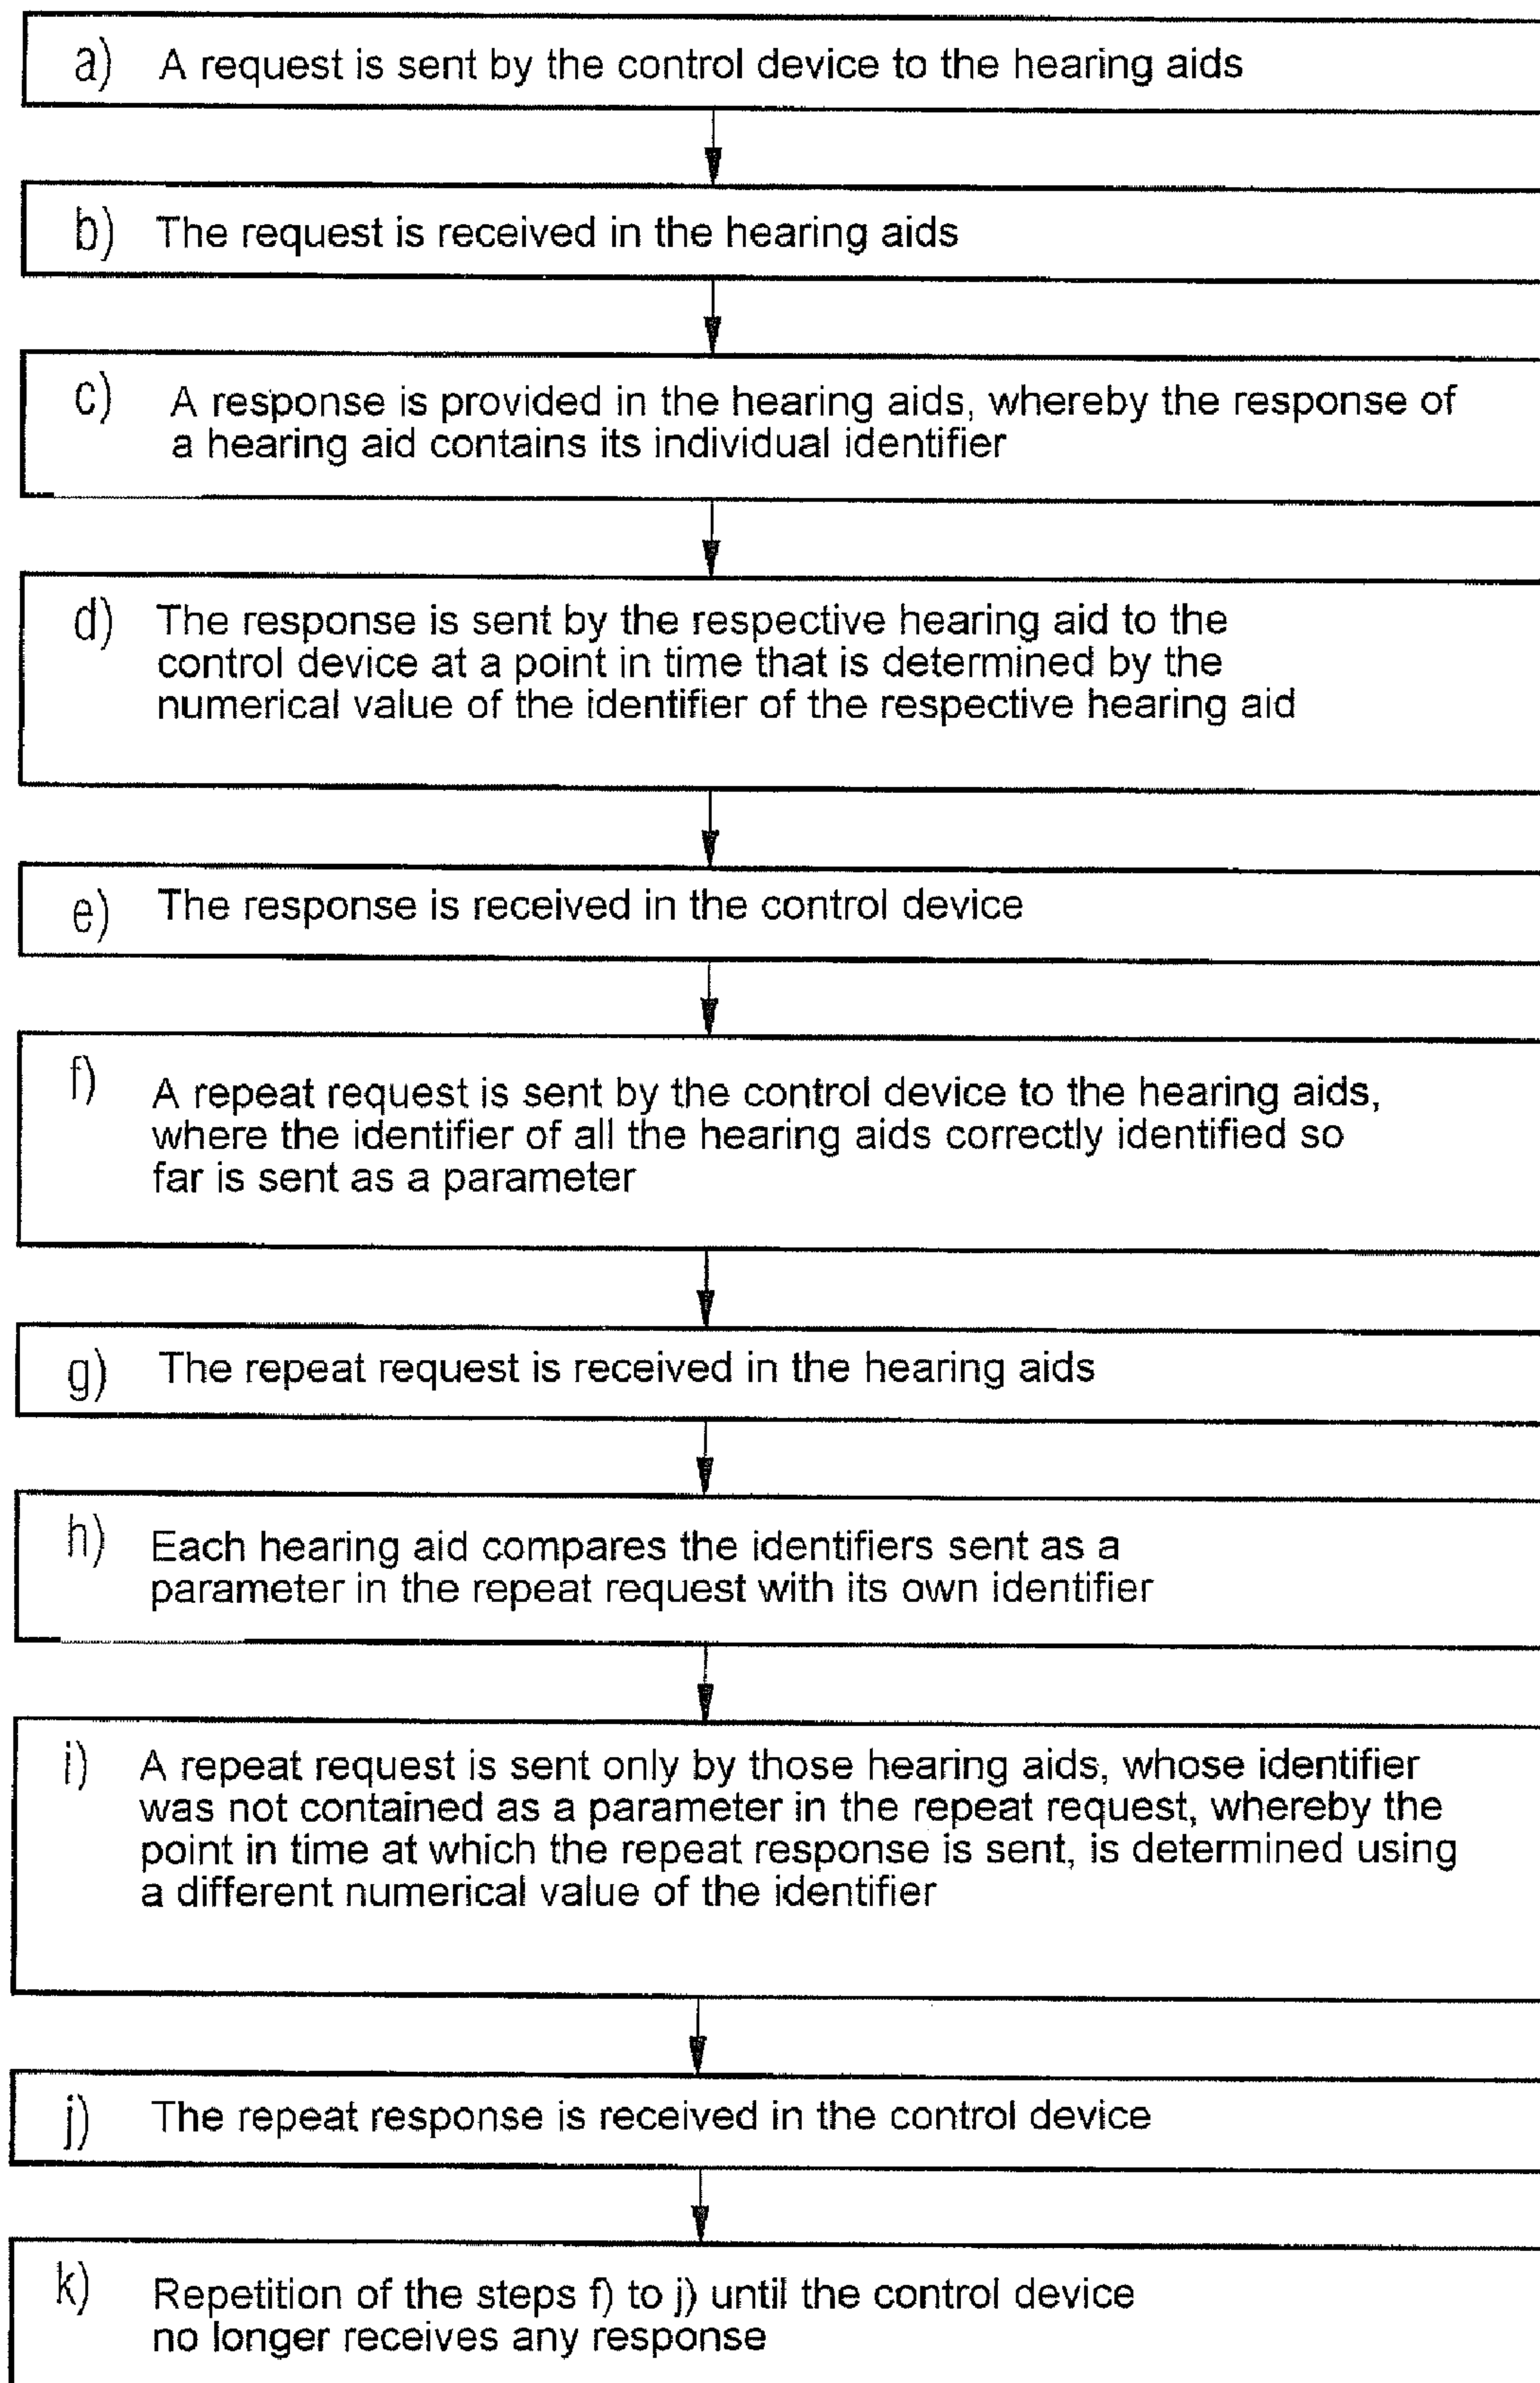 a) A request is sent by the control device to the hearing aids
b) The request is received in the hearing aids
c) A response is provided in the hearing aids, whereby the response of
a hearing aid contains its individual identifier
d) The response is sent by the respective hearing aid to the
control device at a point in time that is determined by the
numerical value of the identifier of the respective hearing aid
e) The response is received in the control device
f) A repeat request is sent by the control device to the hearing aids,
where the identifier of all the hearing aids correctly identified so
far is sent as a parameter
g) The repeat request is received in the hearing aids
h) Each hearing aid compares the identifiers sent as a
parameter in the repeat request with its own identifier
i) A repeat request is sent only by those hearing aids, whose identifier
was not contained as a parameter in the repeat request, whereby the
point in time at which the repeat response is sent, is determined using
a different numerical value of the identifier
j) The repeat response is received in the control device
k) Repetition of the steps f) to j) until the control device
no longer receives any response